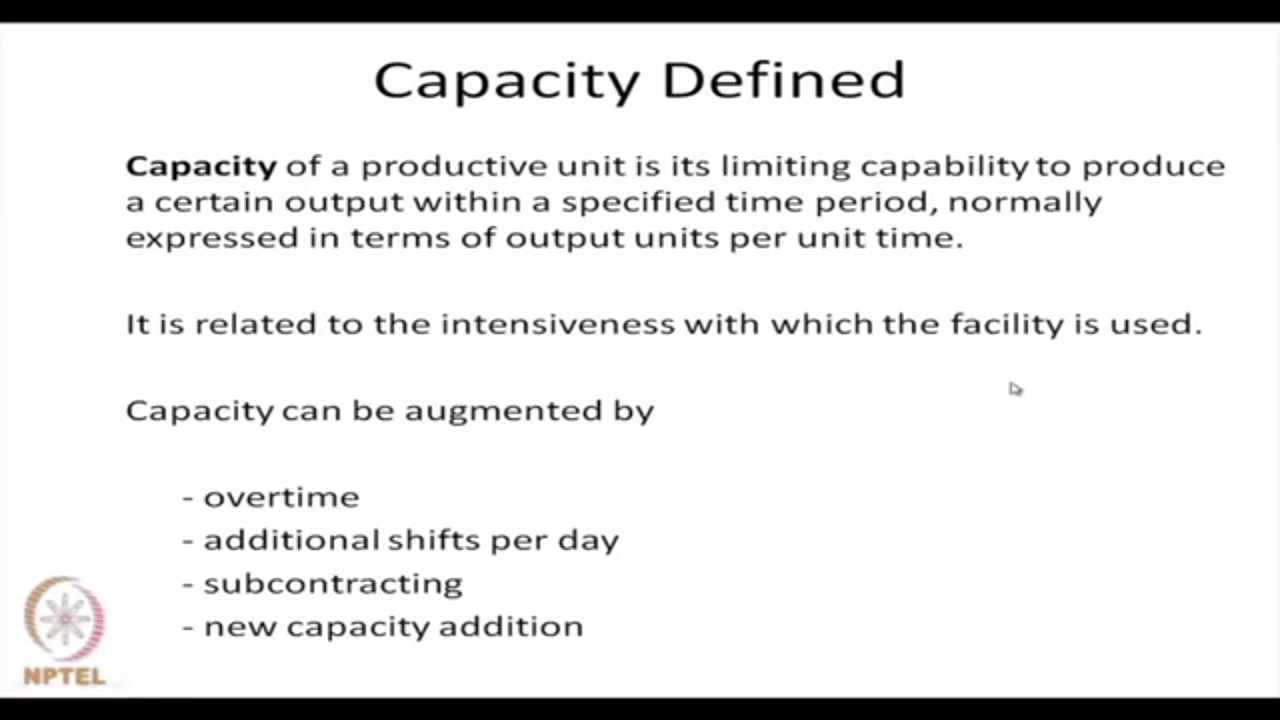 Capacity Defined
Capacity of a productive unit is its limiting capability to produce
a certain output within a specified time period, normally
expressed in terms of output units per unit time.
It is related to the intensiveness with which the facility is used.
Capacity can be augmented by
- overtime
- additional shifts per day
- subcontracting
- new capacity addition
NPTEL